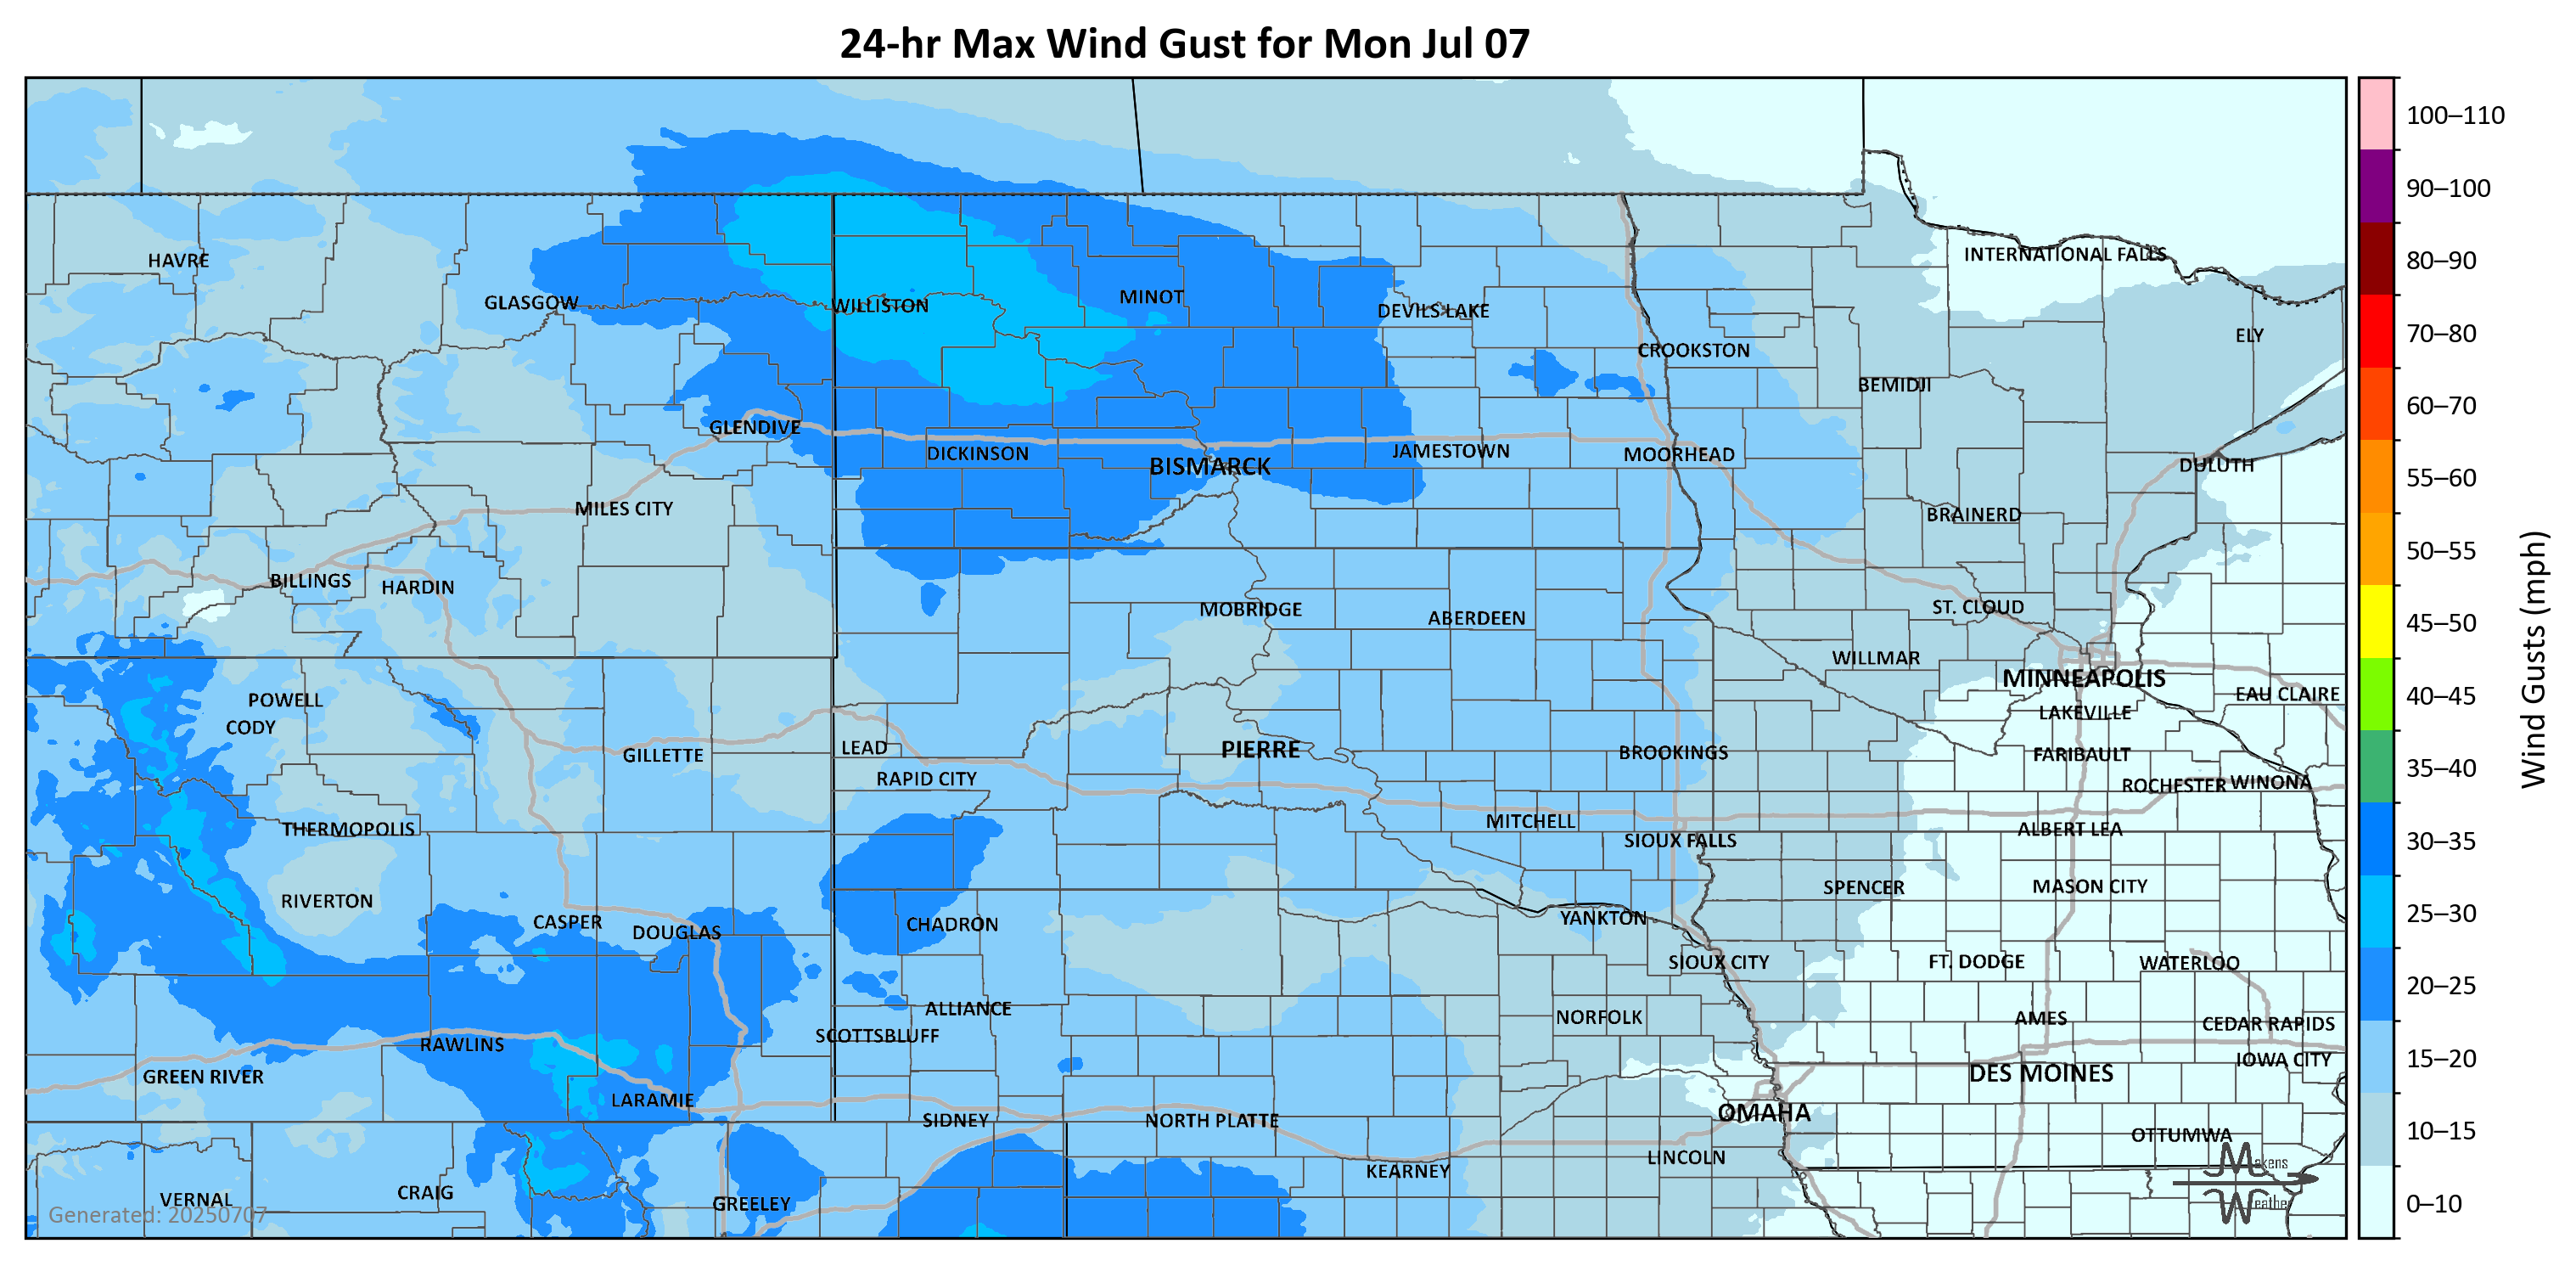 24-hr Max Wind Gust for Mon Jul 07
100–110
90–100
80–90
70–80
60–70
55–60
50–55
45–50
40–45
35–40
30–35
25–30
20–25
15–20
10–15
0–10
Wind Gusts (mph)
HAVRE
INTERNATIONAL FALLS
GLASGOW
WILLISTON
MINOT
DEVILS LAKE
ELY
CROOKSTON
BEMIDJI
GLENDIVE
DICKINSON
BISMARCK
JAMESTOWN
MOORHEAD
DULUTH
MILES CITY
BRAINERD
BILLINGS
HARDIN
MOBRIDGE
ABERDEEN
ST. CLOUD
WILLMAR
MINNEAPOLIS
EAU CLAIRE
POWELL
CODY
LAKEVILLE
GILLETTE
LEAD
PIERRE
BROOKINGS
FARIBAULT
RAPID CITY
ROCHESTER
WINONA
THERMOPOLIS
MITCHELL
SIOUX FALLS
ALBERT LEA
RIVERTON
SPENCER
MASON CITY
CASPER
DOUGLAS
CHADRON
YANKTON
SIOUX CITY
FT. DODGE
WATERLOO
ALLIANCE
NORFOLK
AMES
CEDAR RAPIDS
SCOTTSBLUFF
RAWLINS
IOWA CITY
GREEN RIVER
DES MOINES
LARAMIE
SIDNEY
NORTH PLATTE
OMAHA
OTTUMWA
KEARNEY
LINCOLN
VERNAL
CRAIG
GREELEY
Makens
Weather
Generated: 20250707